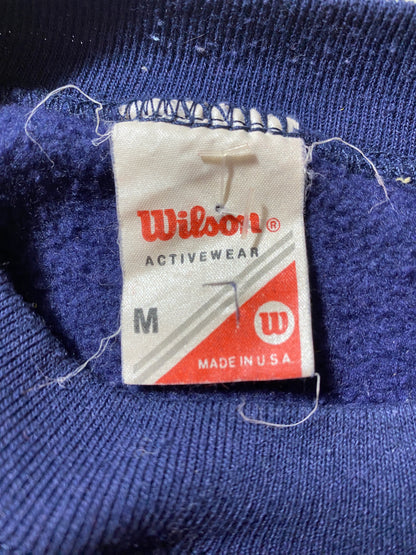 Wilson®
ACTIVEWEAR
M
W
MADE IN U.S.A.